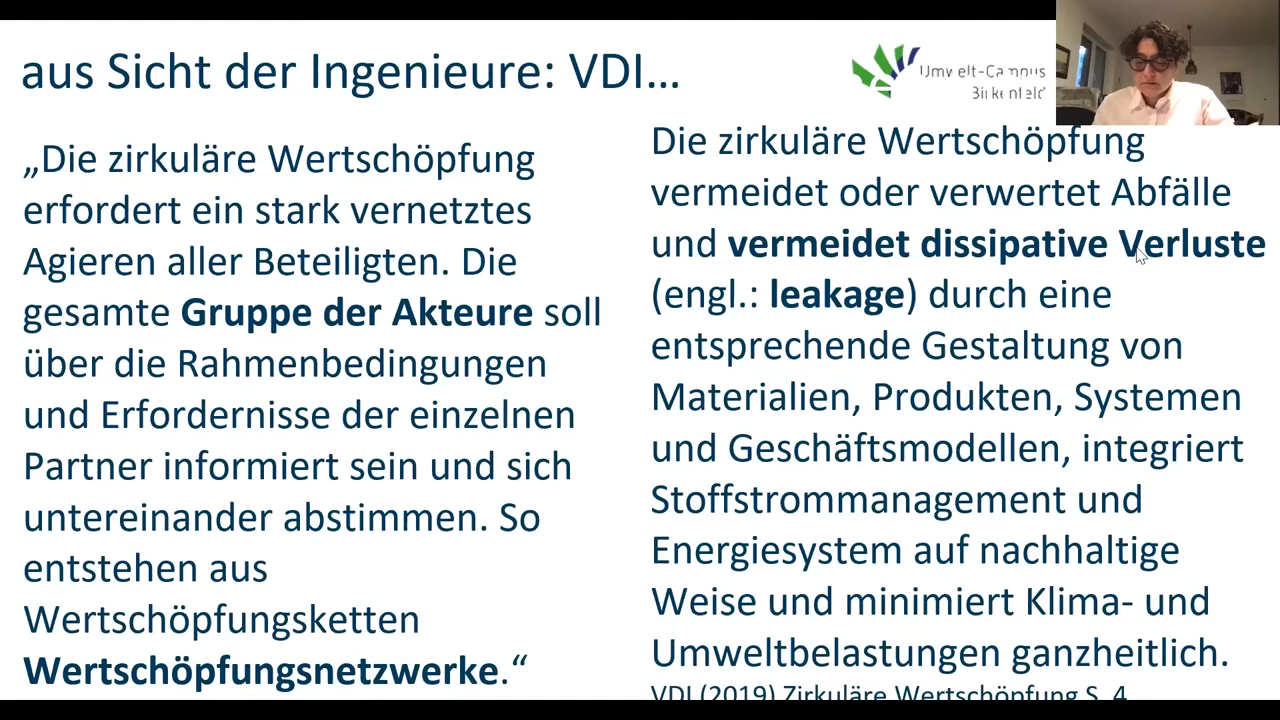 aus Sicht der Ingenieure: VDI…
Umwelt-Campus
Birkenfeld
„Die zirkuläre Wertschöpfung
erfordert ein stark vernetztes
Agieren aller Beteiligten. Die
gesamte Gruppe der Akteure soll
über die Rahmenbedingungen
und Erfordernisse der einzelnen
Partner informiert sein und sich
untereinander abstimmen. So
entstehen aus
Wertschöpfungsketten
Wertschöpfungsnetzwerke.“
Die zirkuläre Wertschöpfung
vermeidet oder verwertet Abfälle
und vermeidet dissipative Verluste
(engl.: leakage) durch eine
entsprechende Gestaltung von
Materialien, Produkten, Systemen
und Geschäftsmodellen, integriert
Stoffstrommanagement und
Energiesystem auf nachhaltige
Weise und minimiert Klima- und
Umweltbelastungen ganzheitlich.
VDI (2019) Zirkuläre Wertschöpfung S. 4